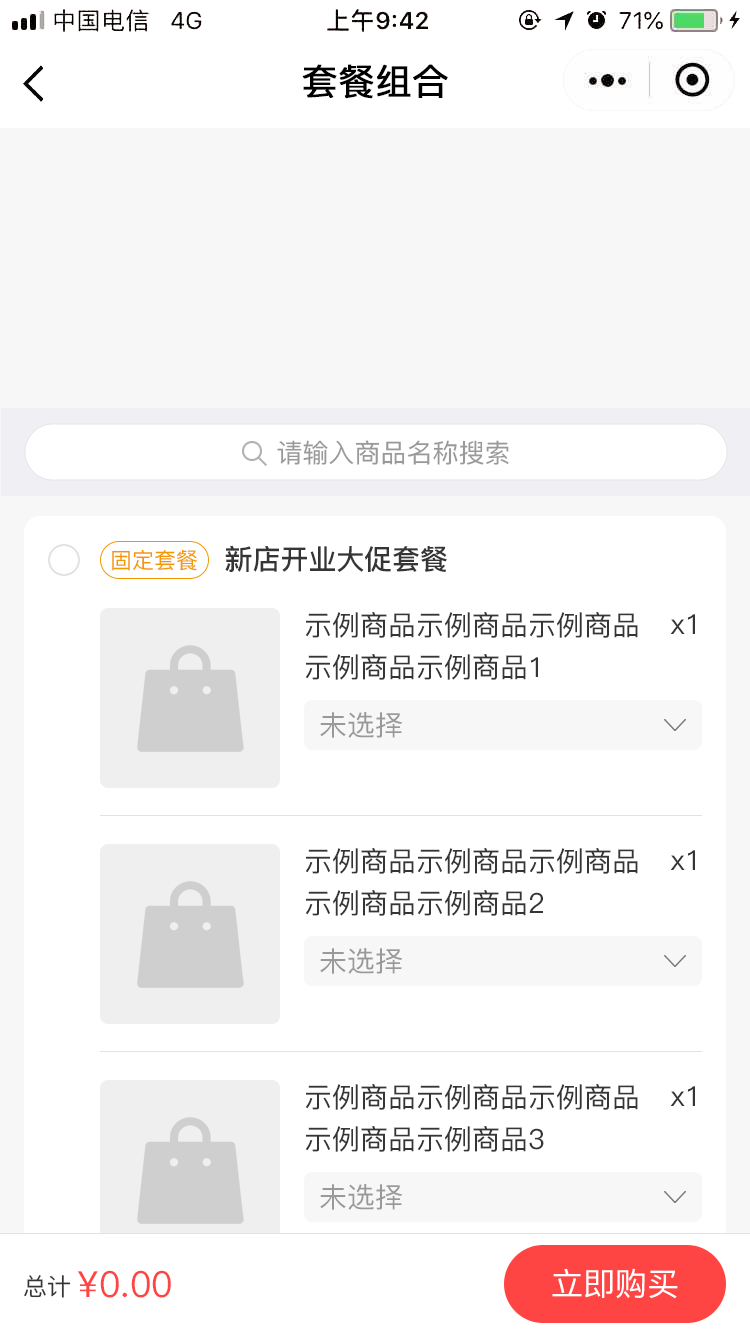 中国电信 4G 上午9:42 71%
套餐组合
请输入商品名称搜索
固定套餐 新店开业大促套餐
示例商品示例商品示例商品 x1
示例商品示例商品1
未选择
示例商品示例商品示例商品 x1
示例商品示例商品2
未选择
示例商品示例商品示例商品 x1
示例商品示例商品3
未选择
总计 ¥0.00 立即购买